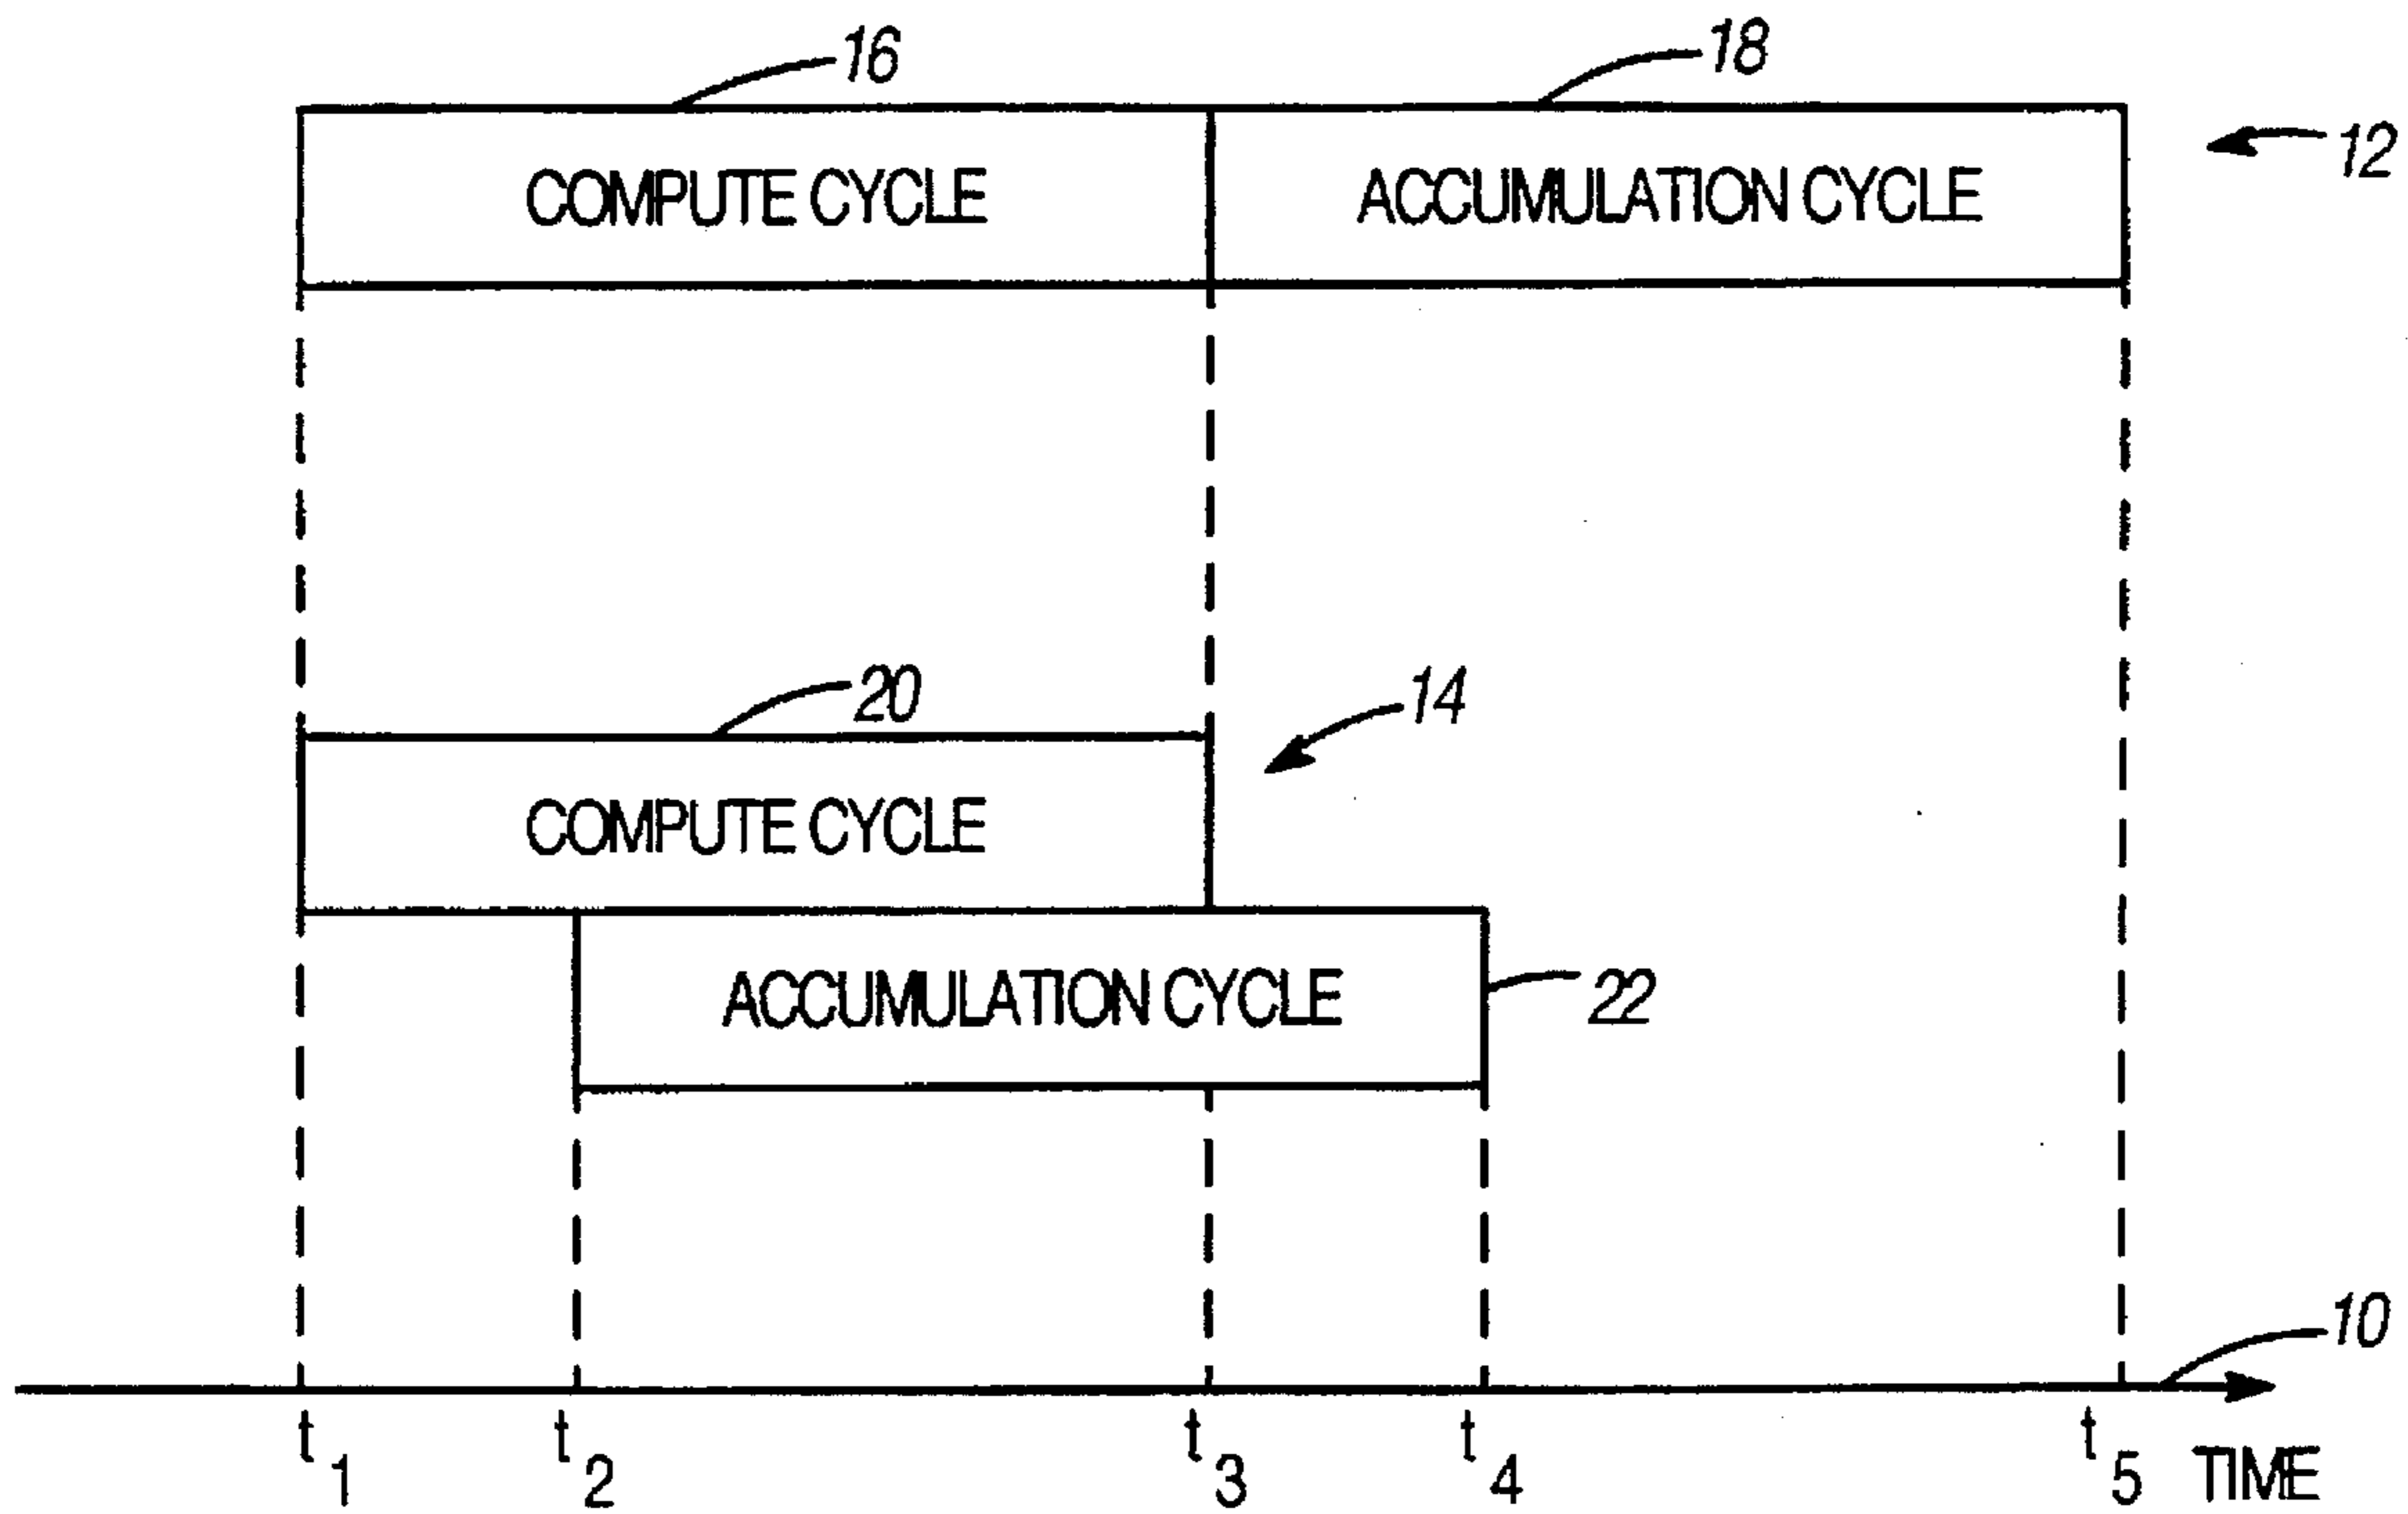 16
18
12
COMPUTE CYCLE
ACCUMULATION CYCLE
20
14
COMPUTE CYCLE
ACCUMULATION CYCLE
22
10
t1 t2 t3 t4 t5 TIME